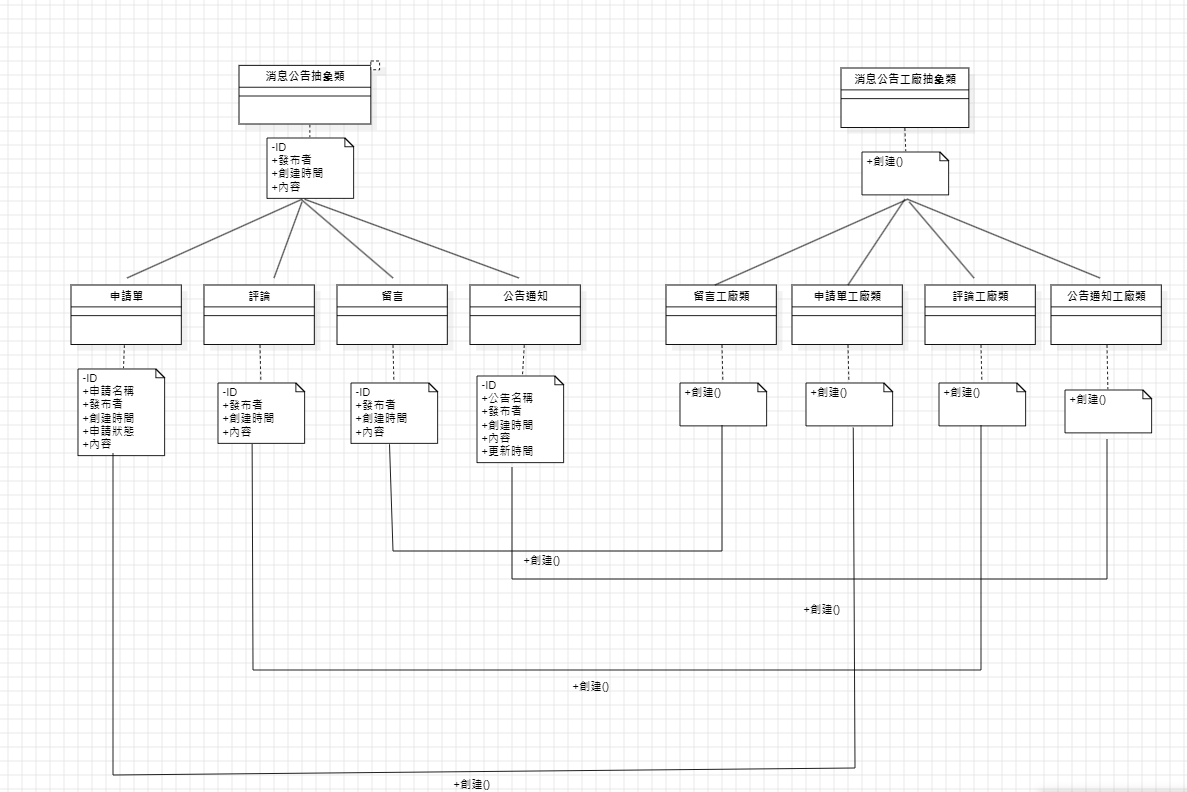 消息公告抽象類
消息公告工廠抽象類
-ID
+發布者
+創建時間
+內容
+創建()
申請單
評論
留言
公告通知
留言工廠類
申請單工廠類
評論工廠類
公告通知工廠類
-ID
+申請名稱
+發布者
+創建時間
+申請狀態
+內容
-ID
+發布者
+創建時間
+內容
-ID
+發布者
+創建時間
+內容
-ID
+公告名稱
+發布者
+創建時間
+內容
+更新時間
+創建()
+創建()
+創建()
+創建()
+創建()
+創建()
+創建()
+創建()